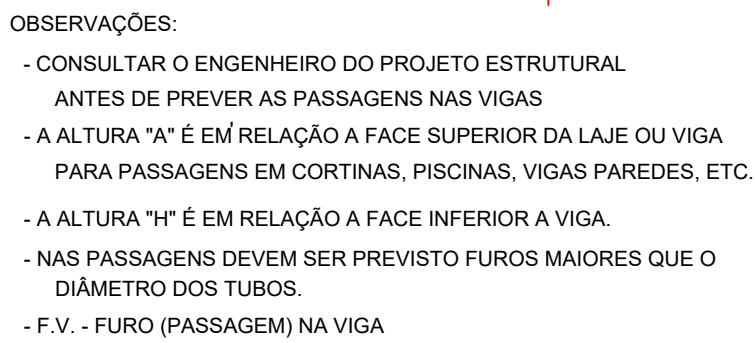 OBSERVAÇÕES:
- CONSULTAR O ENGENHEIRO DO PROJETO ESTRUTURAL
ANTES DE PREVER AS PASSAGENS NAS VIGAS
- A ALTURA "A" É EM RELAÇÃO A FACE SUPERIOR DA LAJE OU VIGA
PARA PASSAGENS EM CORTINAS, PISCINAS, VIGAS PAREDES, ETC.
- A ALTURA "H" É EM RELAÇÃO A FACE INFERIOR A VIGA.
- NAS PASSAGENS DEVEM SER PREVISTO FUROS MAIORES QUE O
DIÂMETRO DOS TUBOS.
- F.V. - FURO (PASSAGEM) NA VIGA